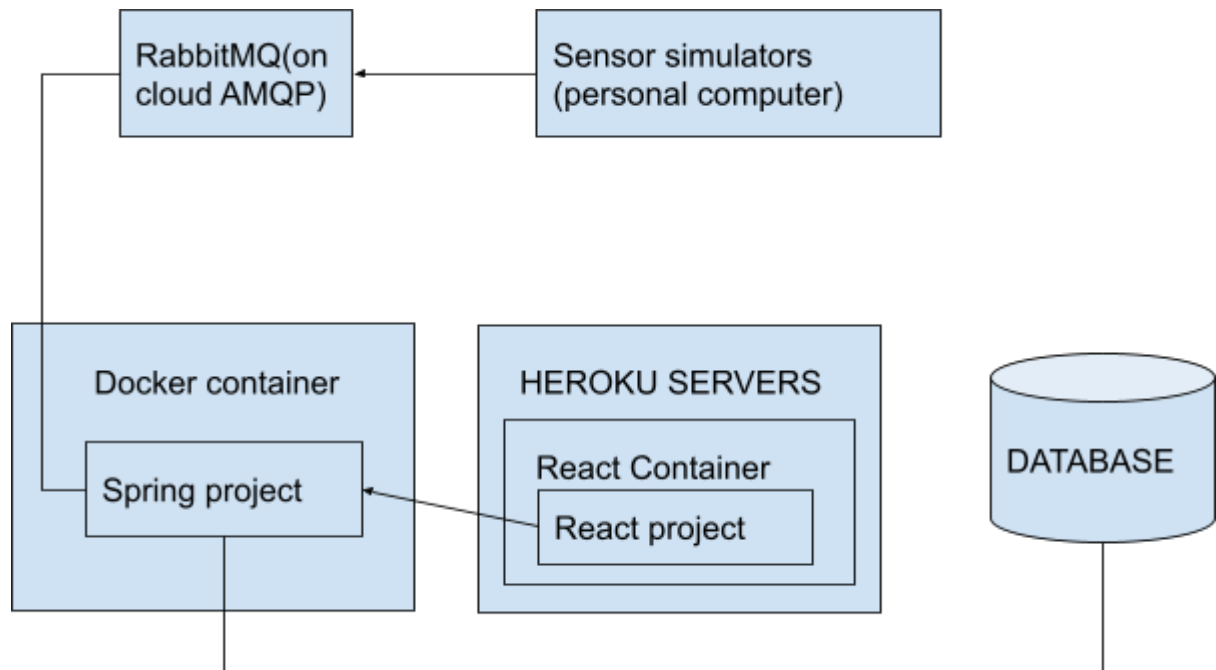 RabbitMQ(on
cloud AMQP)
Sensor simulators
(personal computer)
Docker container
Spring project
HEROKU SERVERS
React Container
React project
DATABASE